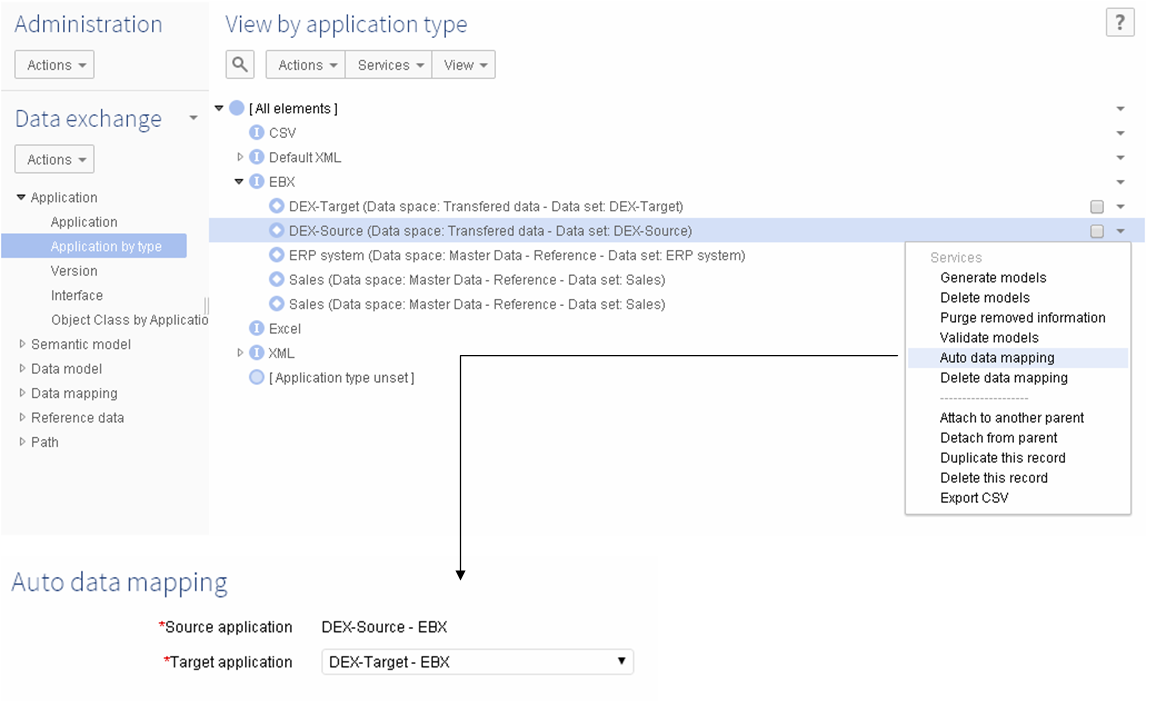 Administration
Actions
Data exchange
Actions
Application
Application
Application by type
Version
Interface
Object Class by Applicatio
Semantic model
Data model
Data mapping
Reference data
Path
View by application type
?
Actions
Services
View
[ All elements ]
CSV
Default XML
EBX
DEX-Target (Data space: Transfered data - Data set: DEX-Target)
DEX-Source (Data space: Transfered data - Data set: DEX-Source)
ERP system (Data space: Master Data - Reference - Data set: ERP system)
Sales (Data space: Master Data - Reference - Data set: Sales)
Sales (Data space: Master Data - Reference - Data set: Sales)
Excel
XML
[ Application type unset ]
Services
Generate models
Delete models
Purge removed information
Validate models
Auto data mapping
Delete data mapping
--------------------
Attach to another parent
Detach from parent
Duplicate this record
Delete this record
Export CSV
Auto data mapping
*Source application DEX-Source - EBX
*Target application DEX-Target - EBX